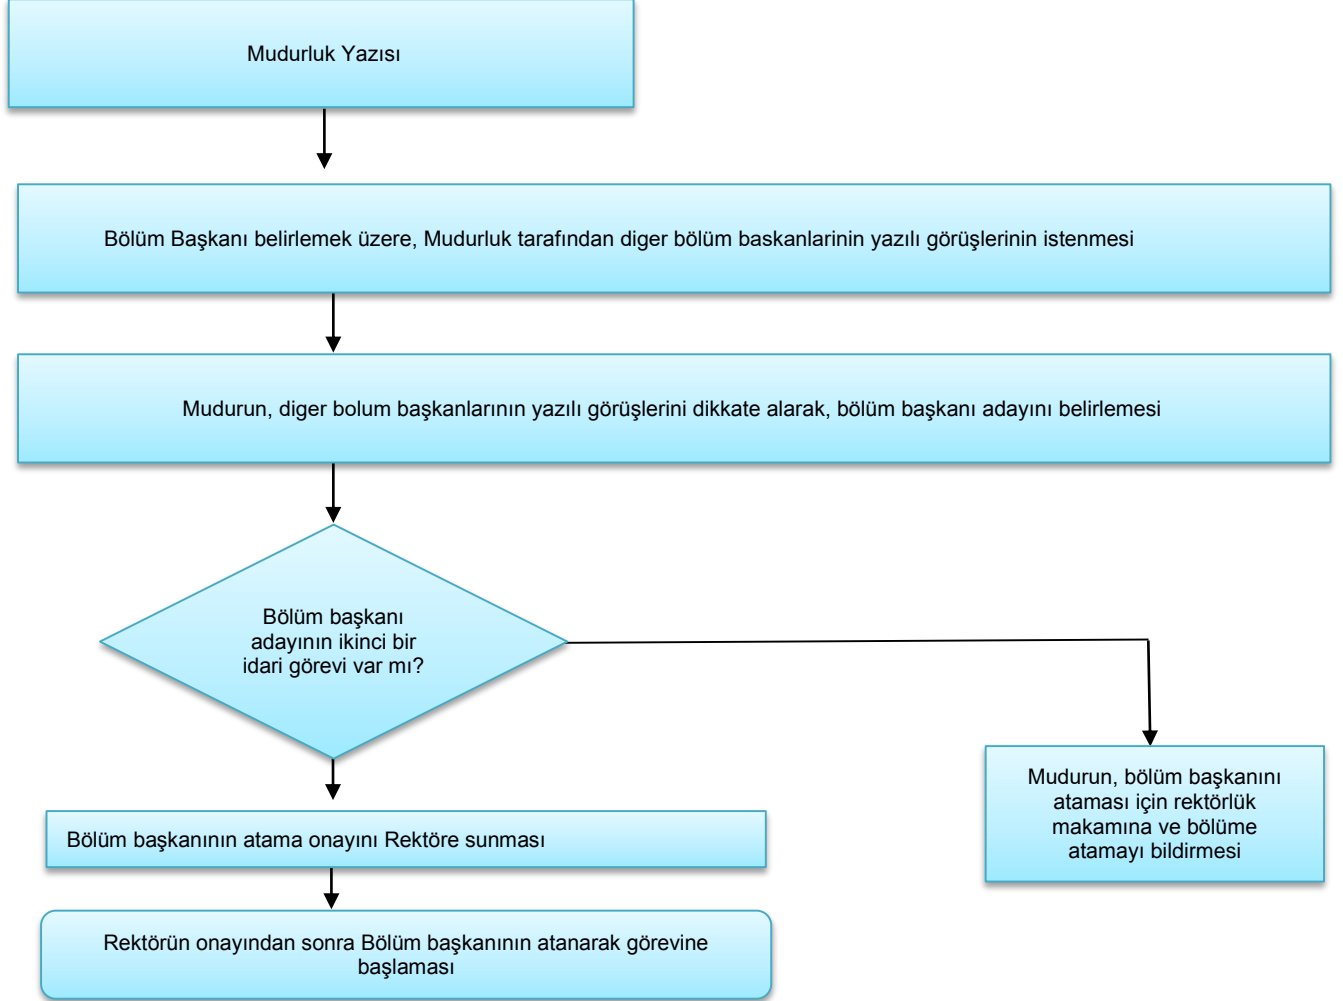 Mudurluk Yazısı
Bölüm Başkanı belirlemek üzere, Mudurluk tarafından diger bölüm baskanlarinin yazılı görüşlerinin istenmesi
Mudurun, diger bolum başkanlarının yazılı görüşlerini dikkate alarak, bölüm başkanı adayını belirlemesi
Bölüm başkanı
adayının ikinci bir
idari görevi var mı?
Mudurun, bölüm başkanını
ataması için rektörlük
makamına ve bölüme
atamayı bildirmesi
Bölüm başkanının atama onayını Rektöre sunması
Rektörün onayından sonra Bölüm başkanının atanarak görevine
başlaması